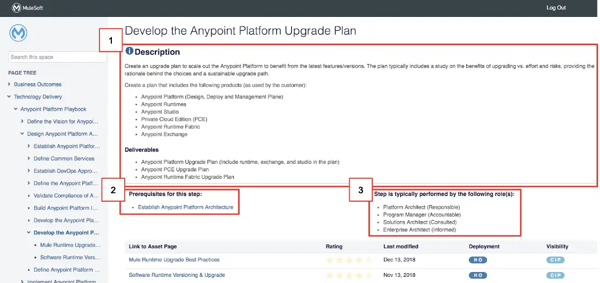 MuleSoft
Log Out
Search this space
PAGE TREE
Business Outcomes
Technology Delivery
Anypoint Platform Playbook
Define the Vision for Anypoi...
Design Anypoint Platform A...
Establish Anypoint Platfor...
Define Common Services
Establish DevOps Appro...
Define the Anypoint Platf...
Validate Compliance of A...
Build Anypoint Platform I...
Develop the Anypoint Pla...
Develop the Anypoint P...
Mule Runtime Upgrade...
Software Runtime Vers...
Define Anypoint Platform ...
Implement Anypoint Platform
Develop the Anypoint Platform Upgrade Plan
1
Description
Create an upgrade plan to scale out the Anypoint Platform to benefit from the latest features/versions. The plan typically includes a study on the benefits of upgrading vs. effort and risks, providing the
rationale behind the choices and a sustainable upgrade path.
Create a plan that includes the following products (as used by the customer):
Anypoint Platform (Design, Deploy and Management Plane)
Anypoint Runtimes
Anypoint Studio
Private Cloud Edition (PCE)
Anypoint Runtime Fabric
Anypoint Exchange
Deliverables
Anypoint Platform Upgrade Plan (Include runtime, exchange, and studio in the plan)
Anypoint PCE Upgrade Plan
Anypoint Runtime Fabric Upgrade Plan
2
Prerequisites for this step:
Establish Anypoint Platform Architecture
3
Step is typically performed by the following role(s):
Platform Architect (Responsible)
Program Manager (Accountable)
Solutions Architect (Consulted)
Enterprise Architect (Informed)
Link to Asset Page Rating Last modified Deployment Visibility
Mule Runtime Upgrade Best Practices Dec 13, 2018 H O C I P
Software Runtime Versioning & Upgrade Nov 13, 2018 H O C I P